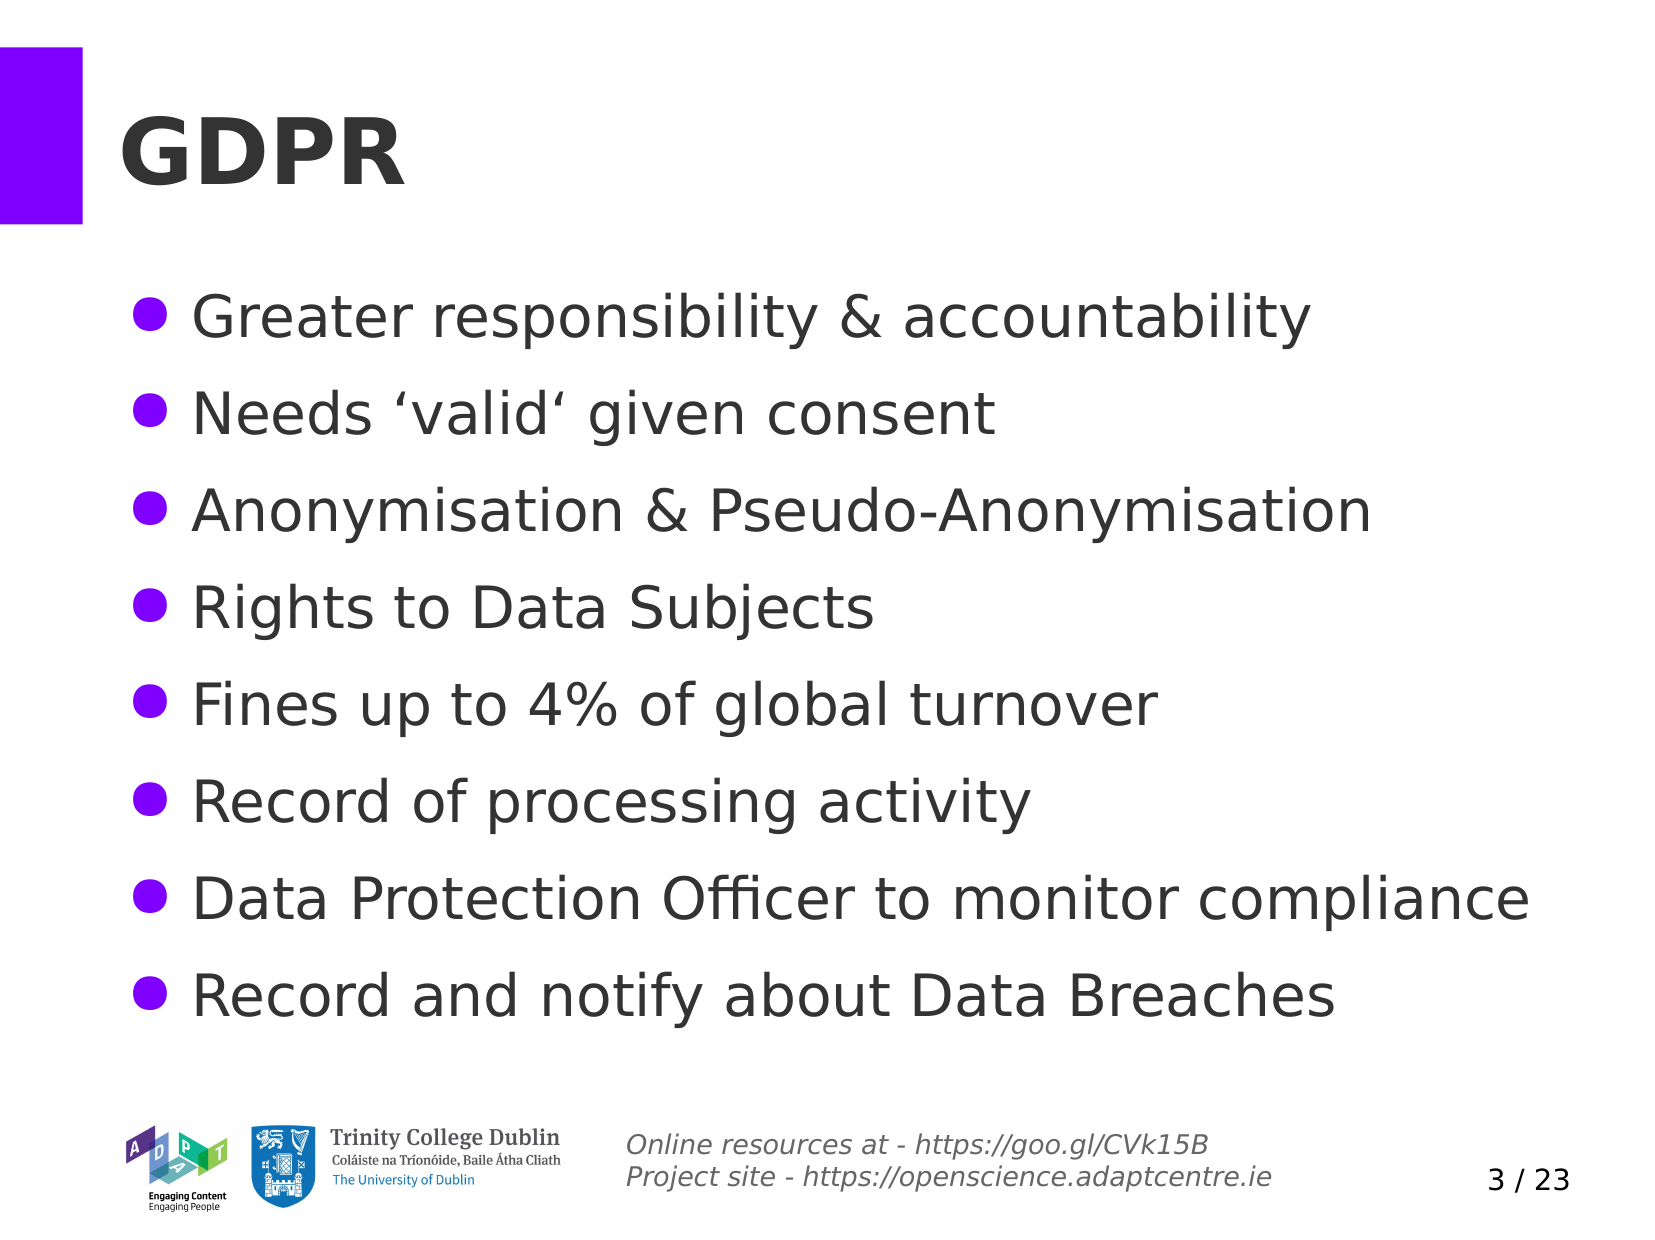 GDPR
Greater responsibility & accountability
Needs ‘valid‘ given consent
Anonymisation & Pseudo-Anonymisation
Rights to Data Subjects
Fines up to 4% of global turnover
Record of processing activity
Data Protection Officer to monitor compliance
Record and notify about Data Breaches
ADAPT
Engaging Content
Engaging People
Trinity College Dublin
Coláiste na Tríonóide, Baile Átha Cliath
The University of Dublin
Online resources at - https://goo.gl/CVk15B
Project site - https://openscience.adaptcentre.ie
3 / 23